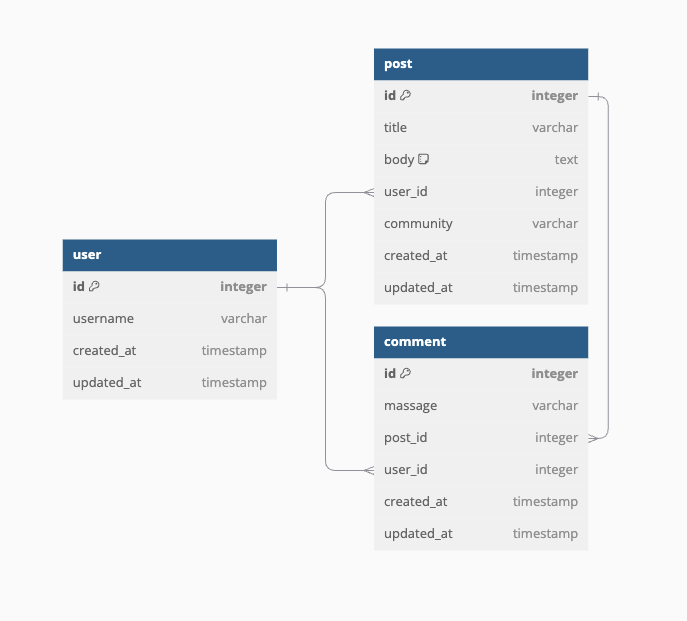 user
id integer
username varchar
created_at timestamp
updated_at timestamp
post
id integer
title varchar
body text
user_id integer
community varchar
created_at timestamp
updated_at timestamp
comment
id integer
massage varchar
post_id integer
user_id integer
created_at timestamp
updated_at timestamp